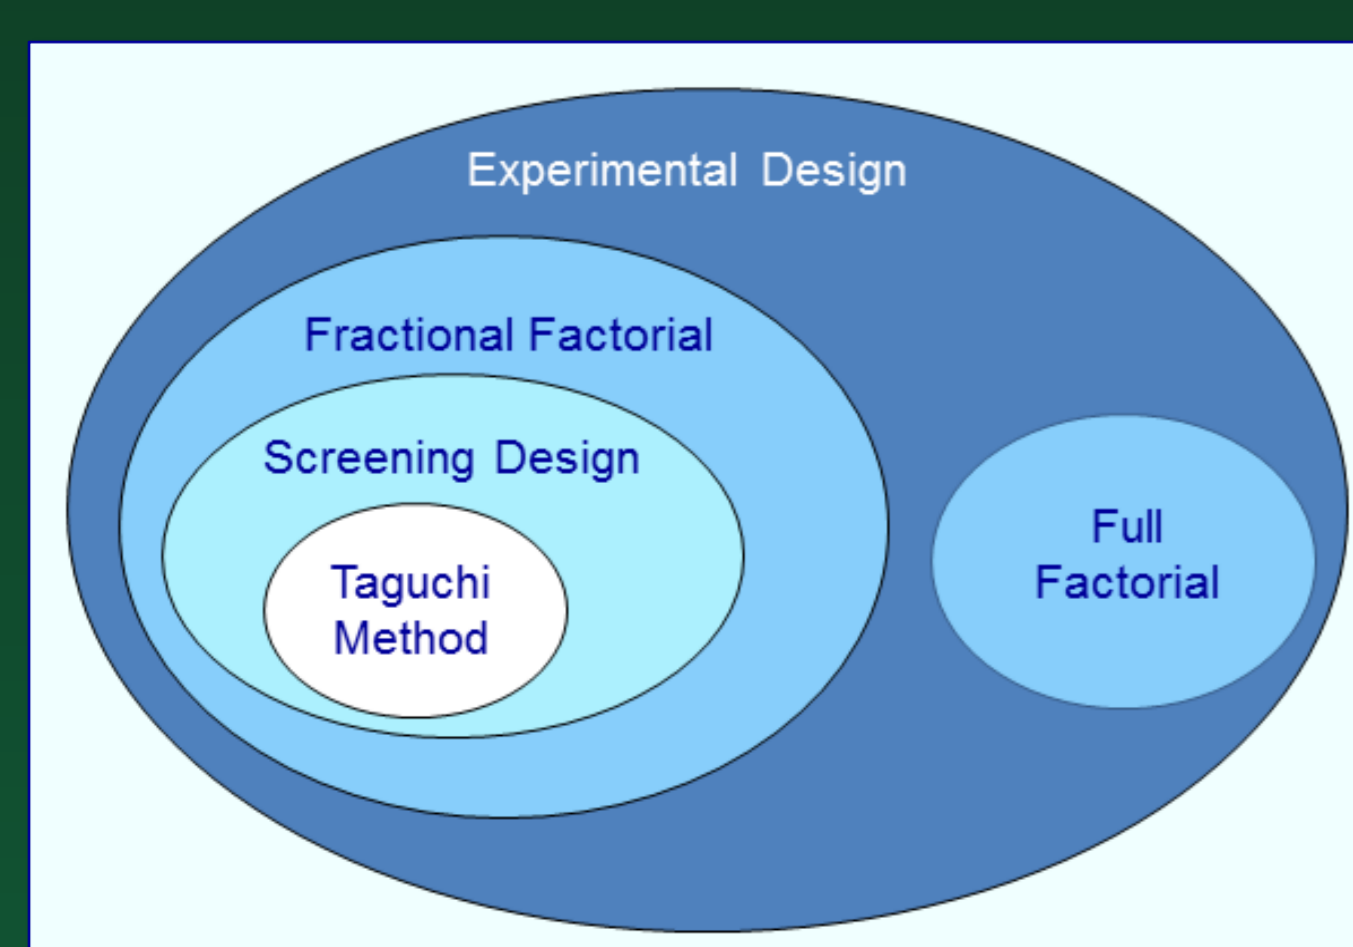 Experimental Design
Fractional Factorial
Screening Design
Taguchi
Method
Full
Factorial